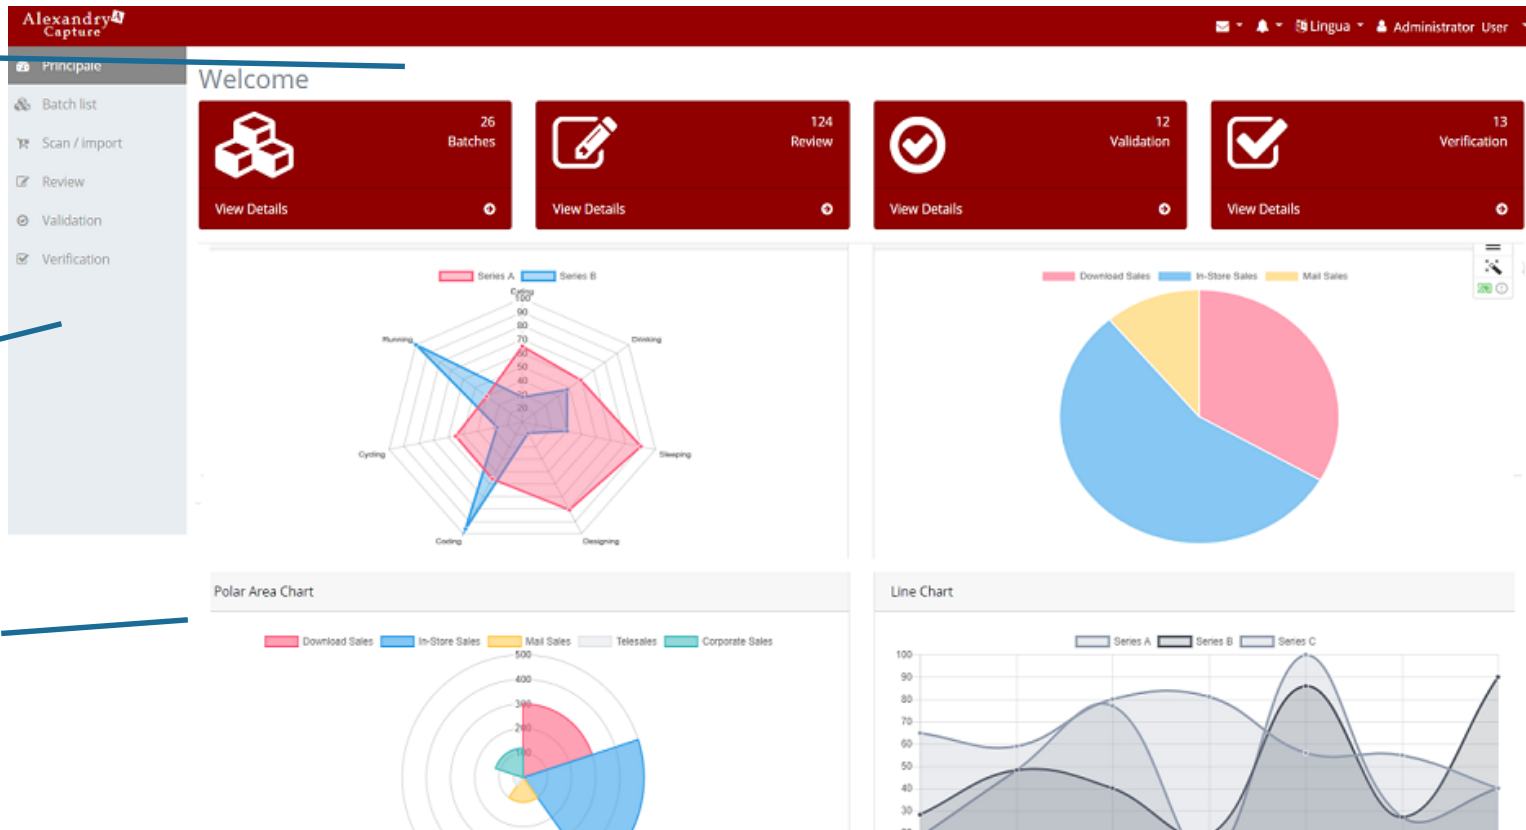 Alexandry
Capture
Lingua
Administrator User
Principale
Batch list
Scan / import
Review
Validation
Verification
Welcome
26
Batches
View Details
124
Review
View Details
12
Validation
View Details
13
Verification
View Details
Series A Series B
100
90
80
70
60
50
40
30
20
Running
Drinking
Cycling
Sleeping
Coding
Designing
Download Sales In-Store Sales Mail Sales
Polar Area Chart
Download Sales In-Store Sales Mail Sales Telesales Corporate Sales
500
400
300
200
100
Line Chart
Series A Series B Series C
100
90
80
70
60
50
40
30